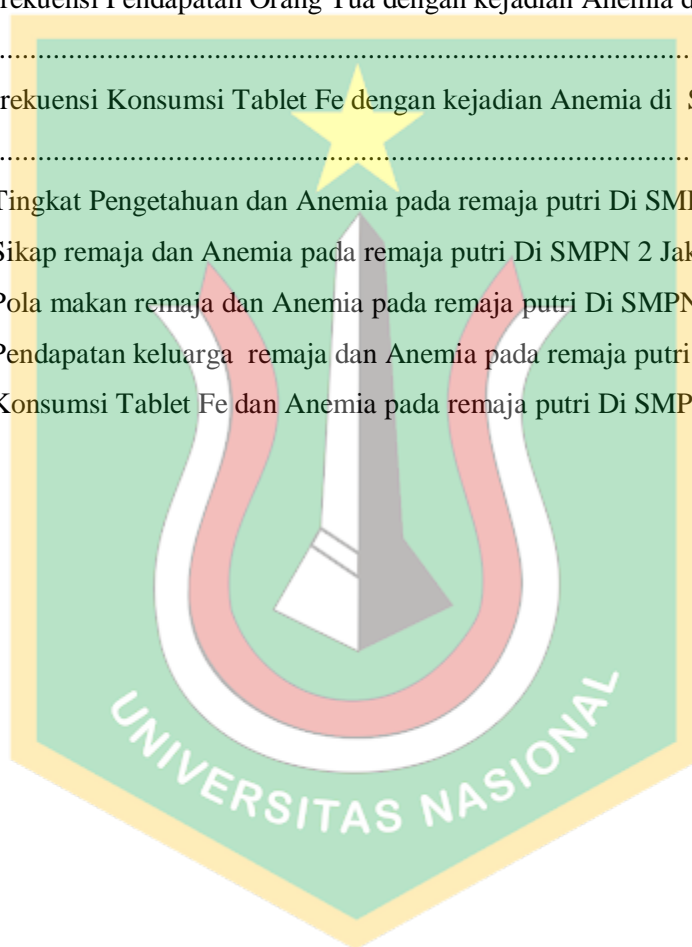 rekuensi Pendapatan Orang Tua dengan kejadian Anemia d
........................................................................
rekuensi Konsumsi Tablet Fe dengan kejadian Anemia di S
........................................................................
Tingkat Pengetahuan dan Anemia pada remaja putri Di SM
Sikap remaja dan Anemia pada remaja putri Di SMPN 2 Jak
Pola makan remaja dan Anemia pada remaja putri Di SMPN
Pendapatan keluarga remaja dan Anemia pada remaja putri
Konsumsi Tablet Fe dan Anemia pada remaja putri Di SMP
UNIVERSITAS NASIONAL